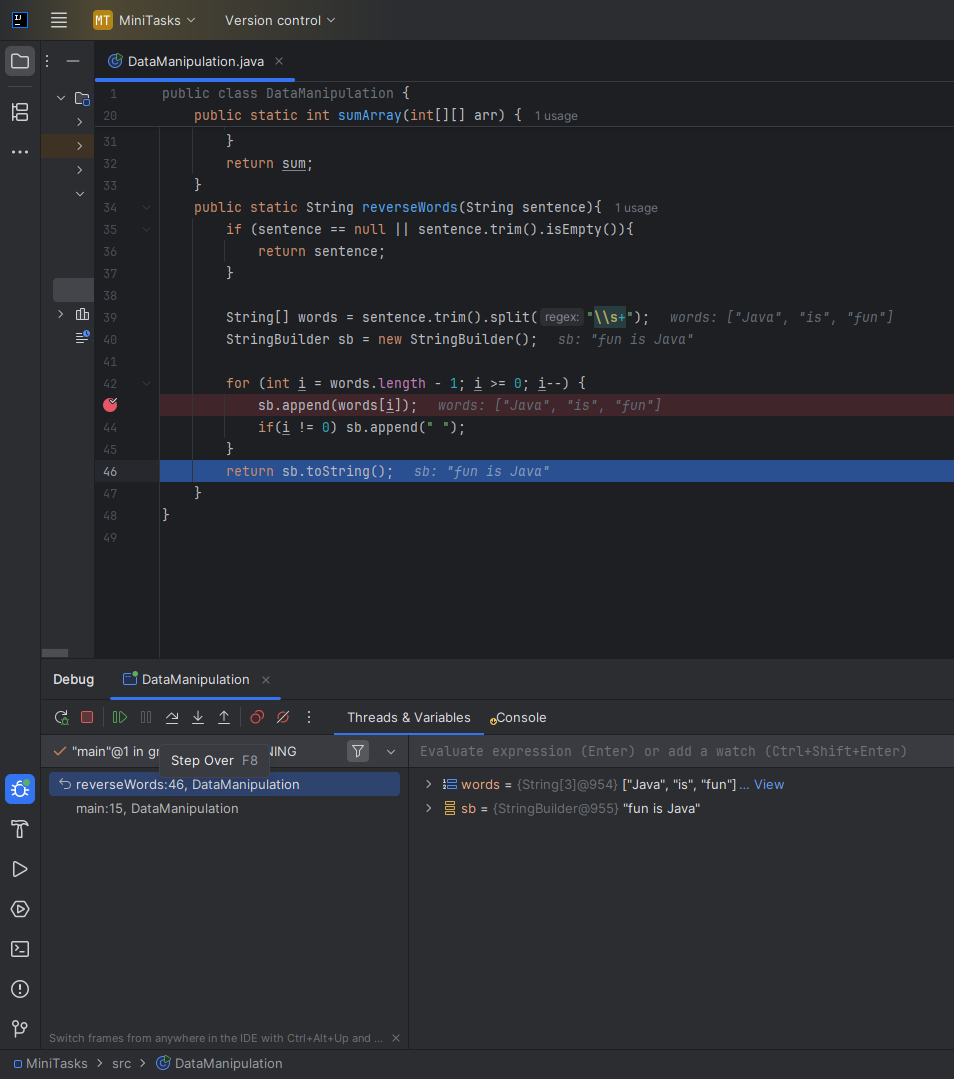 MT MiniTasks Version control
DataManipulation.java
1 public class DataManipulation {
20 public static int sumArray(int[][] arr) { 1 usage
31 }
32 return sum;
33 }
34 public static String reverseWords(String sentence){ 1 usage
35 if (sentence == null || sentence.trim().isEmpty()){
36 return sentence;
37 }
38
39 String[] words = sentence.trim().split( regex: "\\s+"); words: ["Java", "is", "fun"]
40 StringBuilder sb = new StringBuilder(); sb: "fun is Java"
41
42 for (int i = words.length - 1; i >= 0; i--) {
sb.append(words[i]); words: ["Java", "is", "fun"]
44 if(i != 0) sb.append(" ");
45 }
46 return sb.toString(); sb: "fun is Java"
47 }
48 }
49
Debug DataManipulation
Threads & Variables Console
"main"@1 in gr NNING
Evaluate expression (Enter) or add a watch (Ctrl+Shift+Enter)
Step Over F8
reverseWords:46, DataManipulation
main:15, DataManipulation
words = {String[3]@954} ["Java", "is", "fun"] ... View
sb = {StringBuilder@955} "fun is Java"
Switch frames from anywhere in the IDE with Ctrl+Alt+Up and ...
MiniTasks > src > DataManipulation